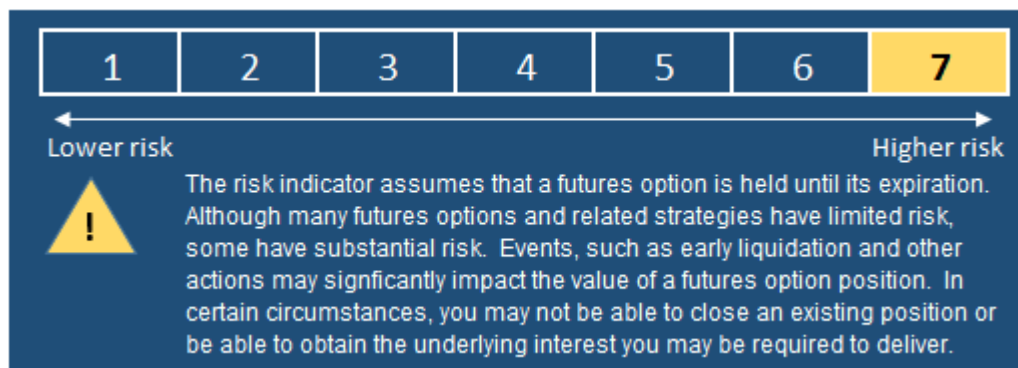 1 2 3 4 5 6 7
Lower risk Higher risk
!
The risk indicator assumes that a futures option is held until its expiration.
Although many futures options and related strategies have limited risk,
some have substantial risk.  Events, such as early liquidation and other
actions may signficantly impact the value of a futures option position.  In
certain circumstances, you may not be able to close an existing position or
be able to obtain the underlying interest you may be required to deliver.